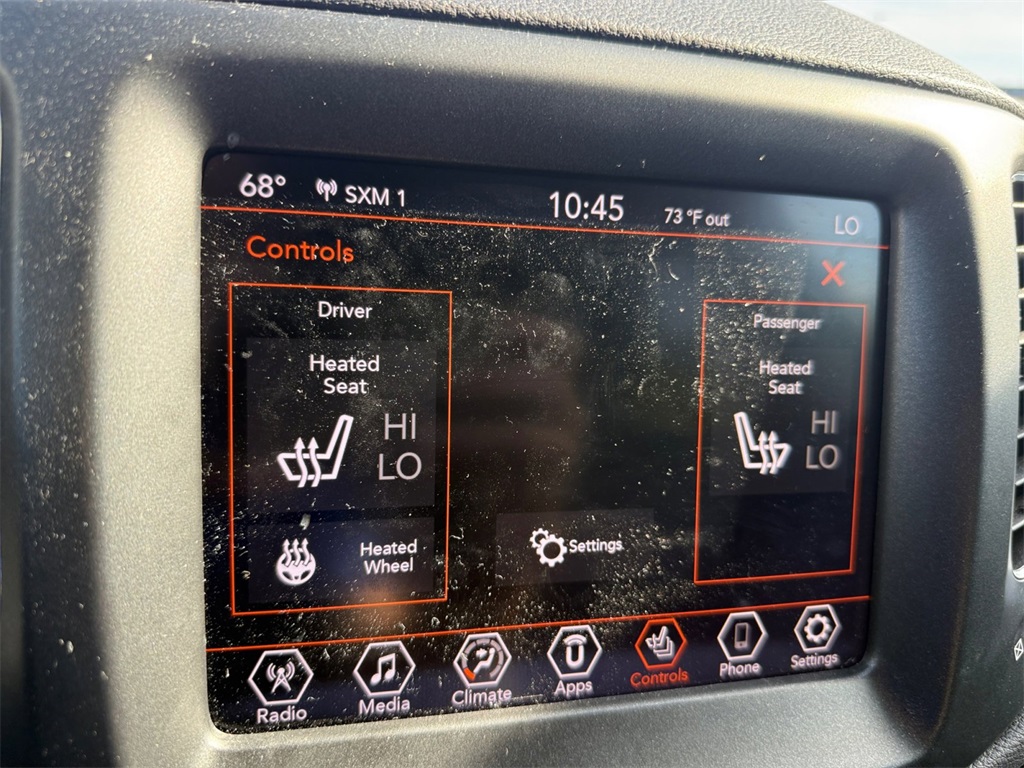 68° SXM 1 10:45 73 °F out LO
Controls
Driver
Heated
Seat
HI
LO
Heated
Wheel
Settings
Passenger
Heated
Seat
HI
LO
Radio Media Climate Apps Controls Phone Settings